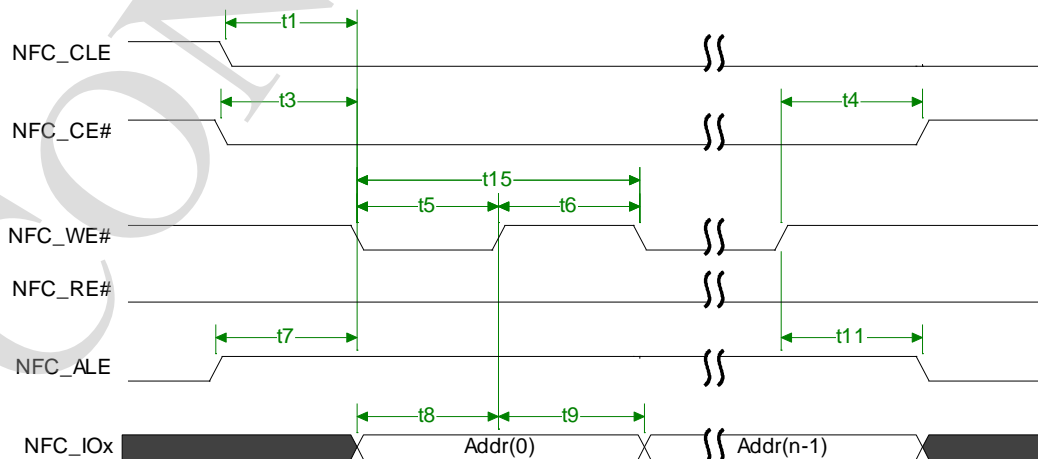 t1
NFC_CLE
t3
t4
NFC_CE#
t15
t5
t6
NFC_WE#
NFC_RE#
t7
t11
NFC_ALE
t8
t9
NFC_IOx
Addr(0)
Addr(n-1)